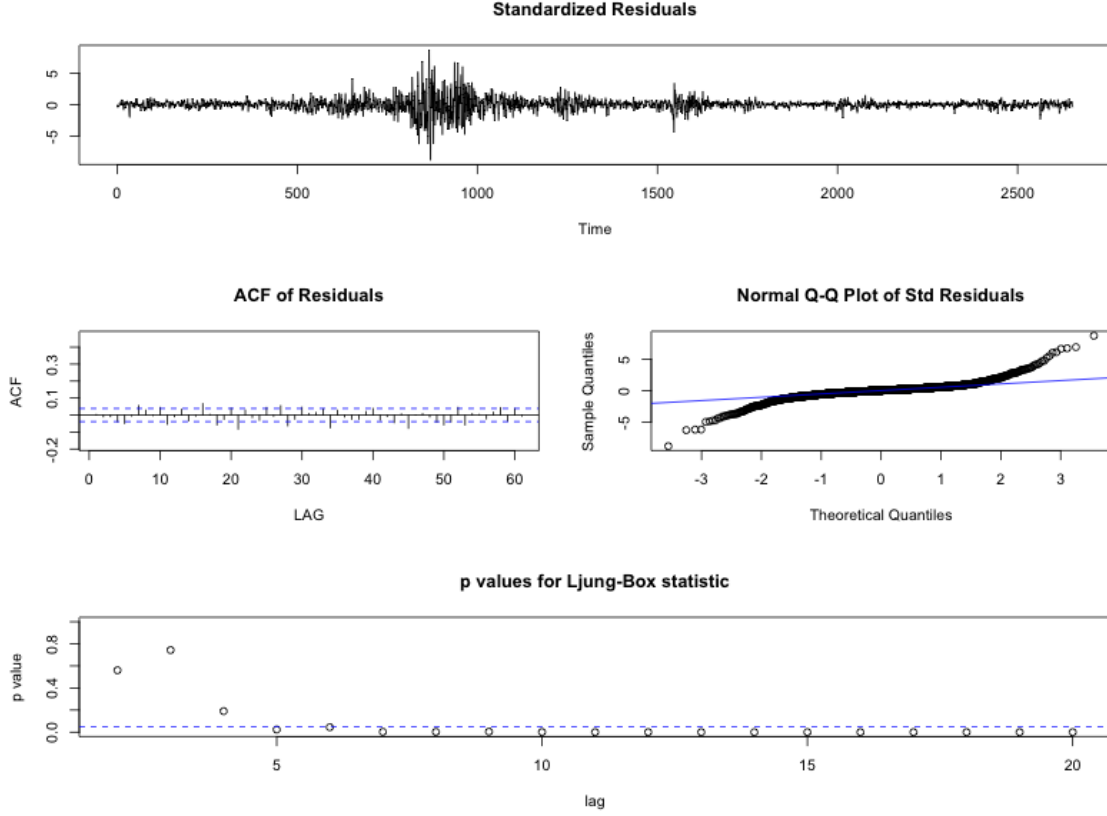 Standardized Residuals
5
0
-5
0 500 1000 1500 2000 2500
Time
ACF of Residuals
ACF
0.3
0.1
-0.2
0 10 20 30 40 50 60
LAG
Normal Q-Q Plot of Std Residuals
Sample Quantiles
5
0
-5
-3 -2 -1 0 1 2 3
Theoretical Quantiles
p values for Ljung-Box statistic
p value
0.8
0.4
0.0
5 10 15 20
lag